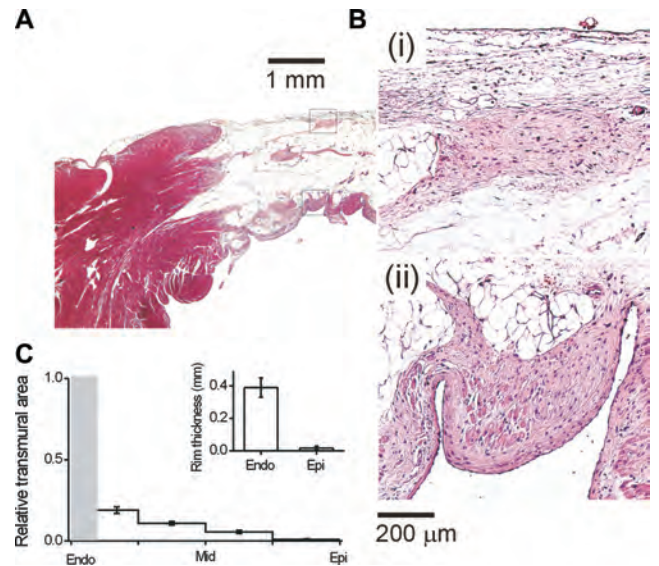 A
1 mm
B
(i)
(ii)
200 μm
C
Relative transmural area
1.0
0.5
0.0
Endo
Mid
Epi
Rim thickness (mm)
0.4
0.2
0.0
Endo
Epi